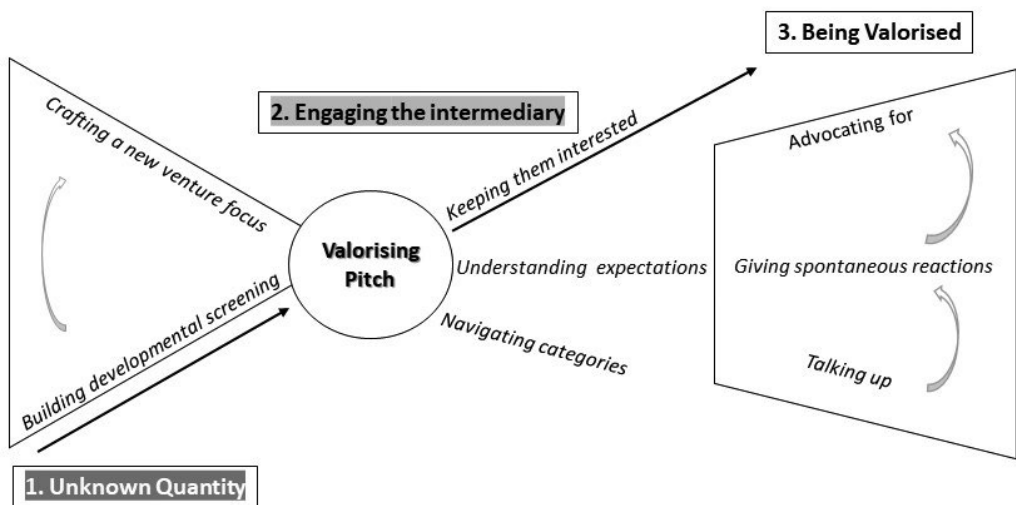 3. Being Valorised
Crafting a new venture focus
2. Engaging the intermediary
Keeping them interested
Advocating for
Valorising
Pitch
Understanding expectations
Giving spontaneous reactions
Building developmental screening
Navigating categories
Talking up
1. Unknown Quantity